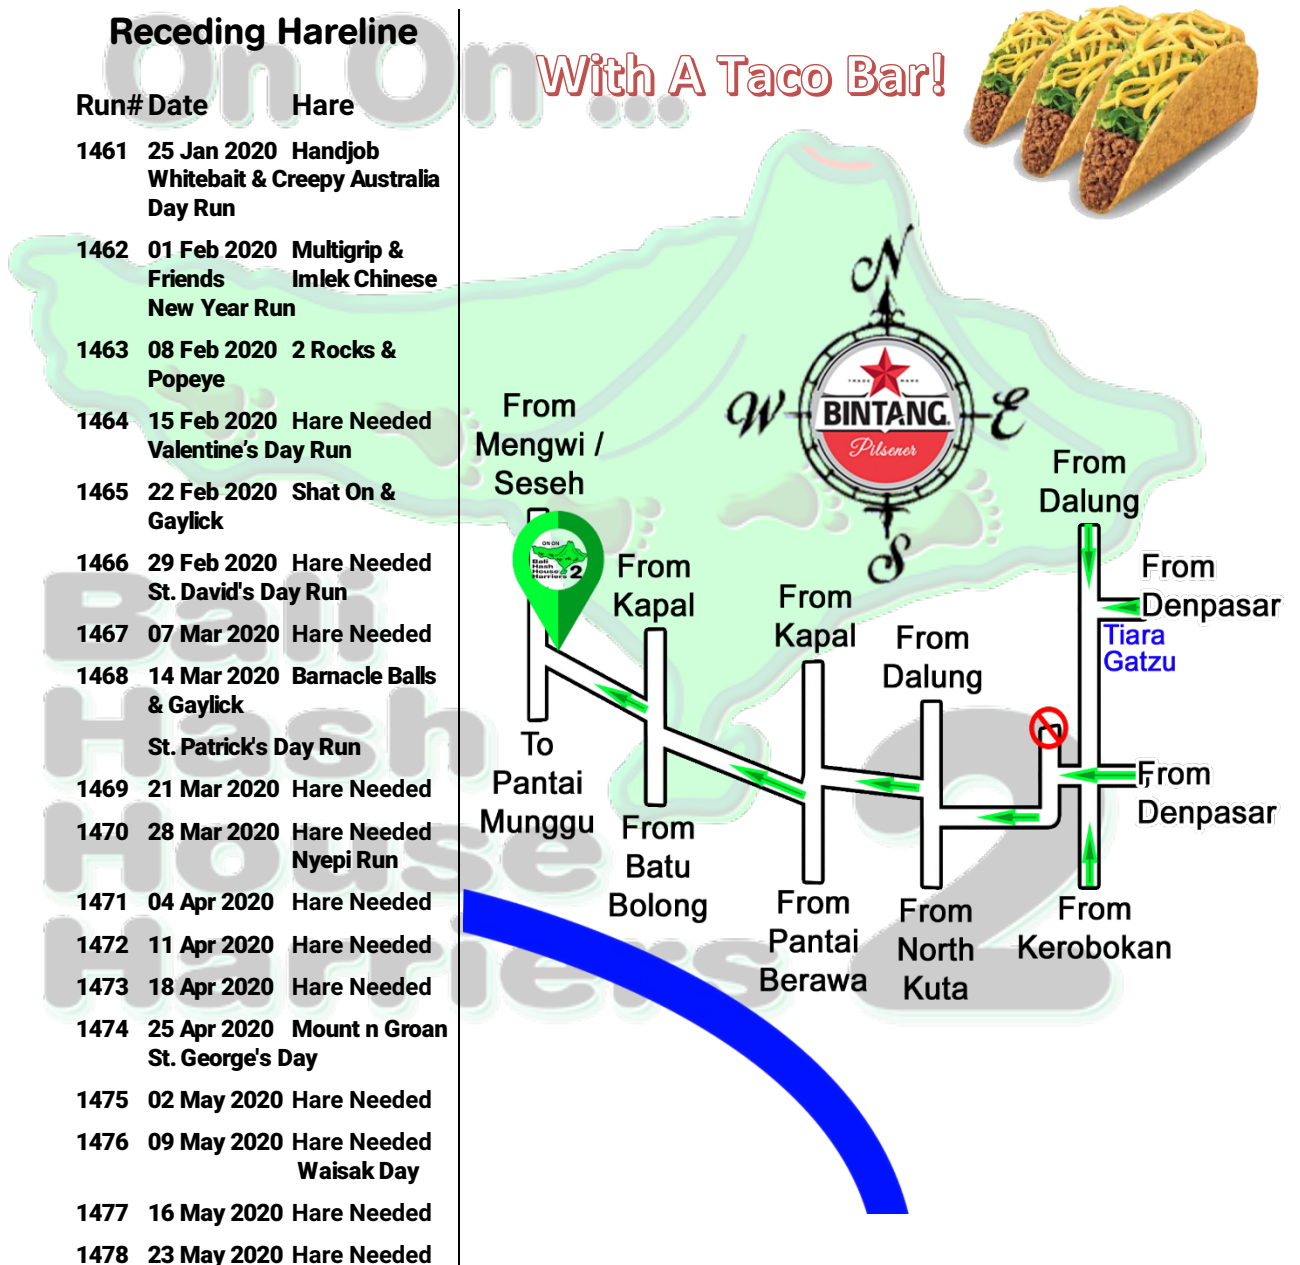 On On ...
Receding Hareline
Run# Date Hare
1461 25 Jan 2020 Handjob
Whitebait & Creepy Australia
Day Run
1462 01 Feb 2020 Multigrip &
Friends Imlek Chinese
New Year Run
1463 08 Feb 2020 2 Rocks &
Popeye
1464 15 Feb 2020 Hare Needed
Valentine's Day Run
1465 22 Feb 2020 Shat On &
Gaylick
1466 29 Feb 2020 Hare Needed
St. David's Day Run
1467 07 Mar 2020 Hare Needed
1468 14 Mar 2020 Barnacle Balls
& Gaylick
St. Patrick's Day Run
1469 21 Mar 2020 Hare Needed
1470 28 Mar 2020 Hare Needed
Nyepi Run
1471 04 Apr 2020 Hare Needed
1472 11 Apr 2020 Hare Needed
1473 18 Apr 2020 Hare Needed
1474 25 Apr 2020 Mount n Groan
St. George's Day
1475 02 May 2020 Hare Needed
1476 09 May 2020 Hare Needed
Waisak Day
1477 16 May 2020 Hare Needed
1478 23 May 2020 Hare Needed
Bali
Hash
House
Harriers 2
With A Taco Bar!
N
W
E
S
TRADE MARK
BINTANG
Pilsener
From
Mengwi /
Seseh
ON ON
Bali
Hash
House
Harriers 2
From
Kapal
From
Kapal
From
Dalung
From
Dalung
From
Denpasar
Tiara
Gatzu
From
Denpasar
To
Pantai
Munggu
From
Batu
Bolong
From
Pantai
Berawa
From
North
Kuta
From
Kerobokan